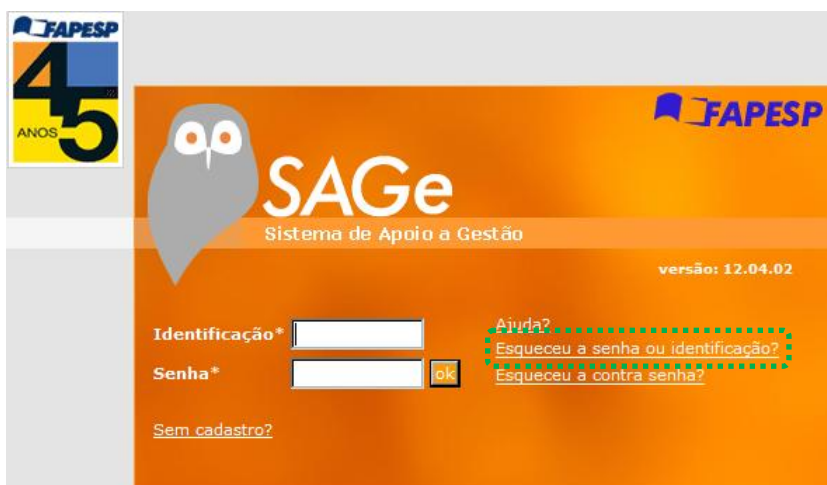 FAPESP
45
ANOS
FAPESP
SAGe
Sistema de Apoio a Gestão
versão: 12.04.02
Identificação*
Ajuda?
Esqueceu a senha ou identificação?
Senha*
ok
Esqueceu a contra senha?
Sem cadastro?